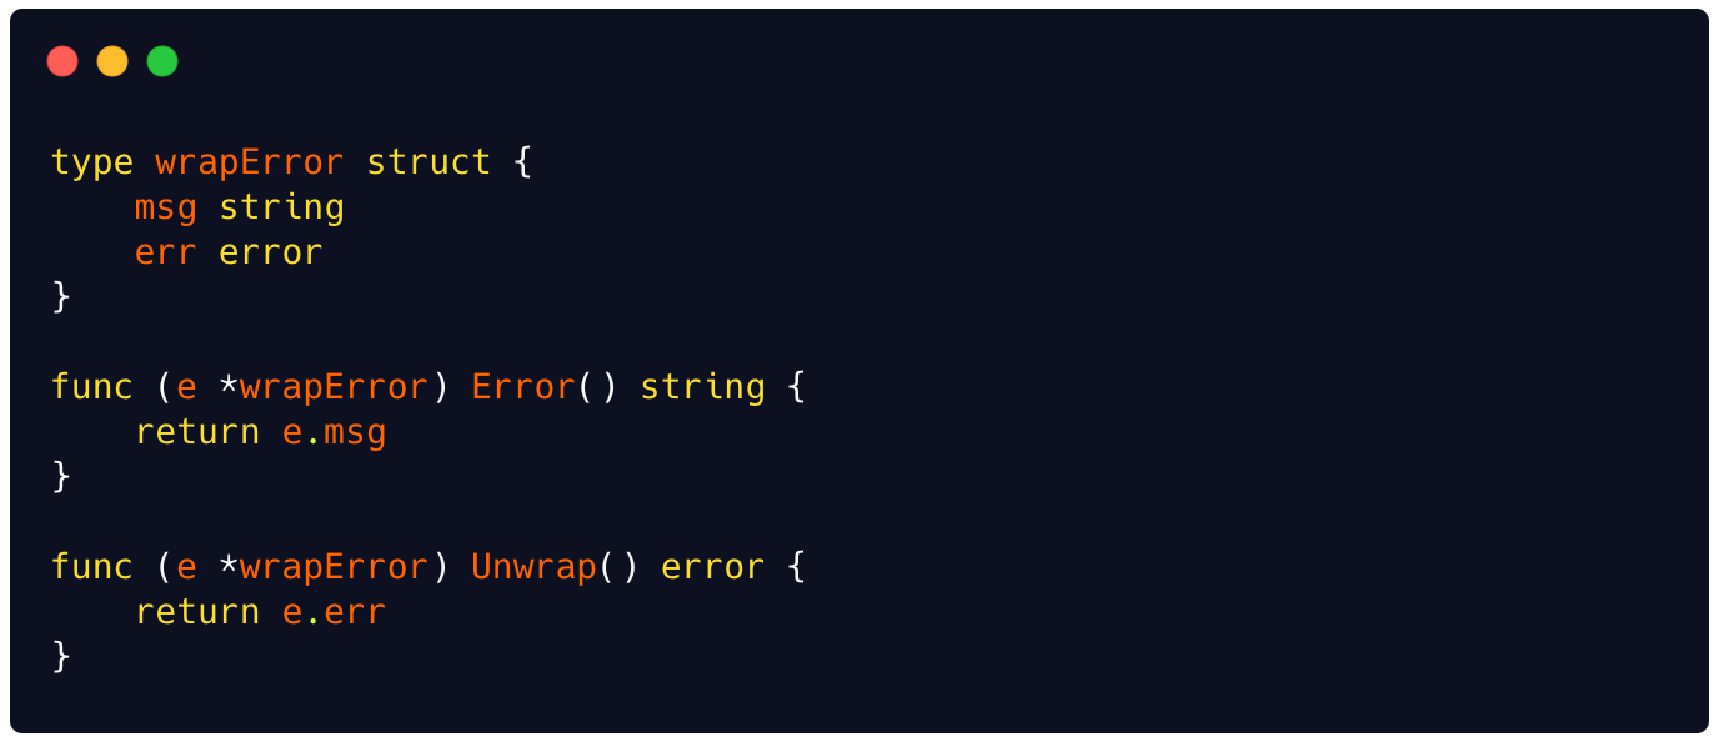 type wrapError struct {
    msg string
    err error
}

func (e *wrapError) Error() string {
    return e.msg
}

func (e *wrapError) Unwrap() error {
    return e.err
}